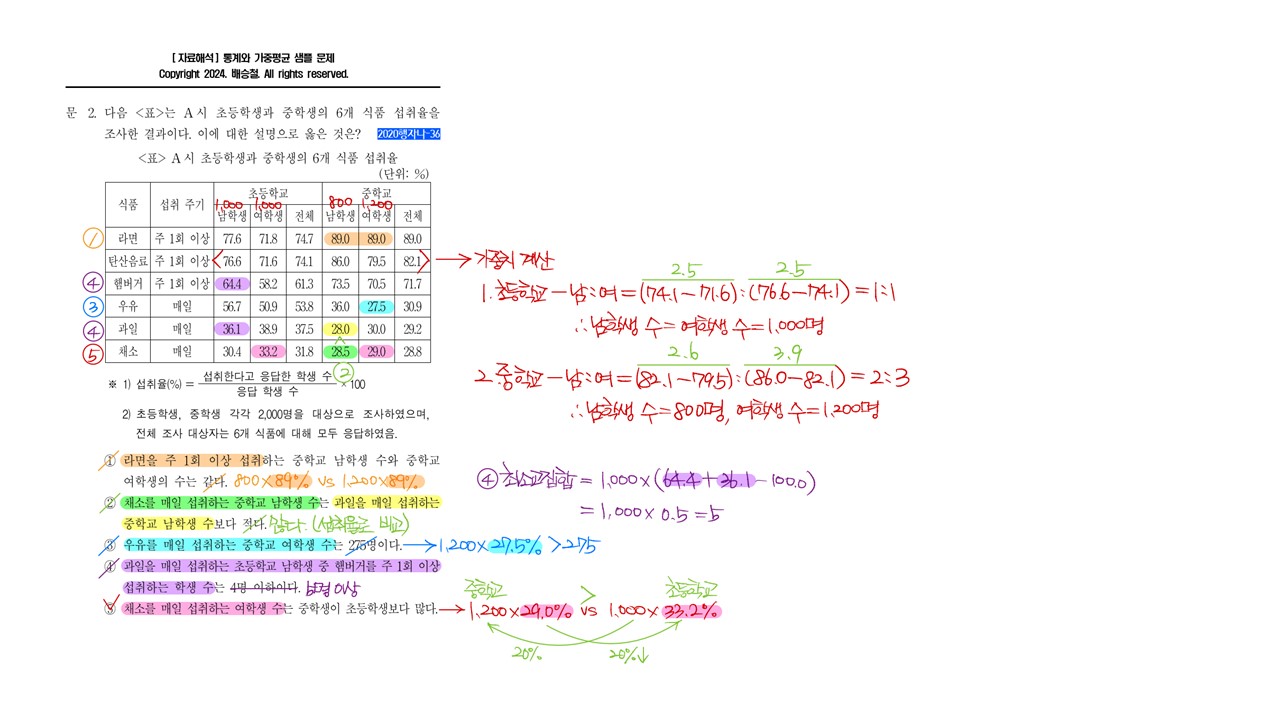 [자료해석] 통계와 가중평균 샘플 문제
Copyright 2024. 배승철. All rights reserved.
문 2. 다음 <표>는 A시 초등학생과 중학생의 6개 식품 섭취율을
조사한 결과이다. 이에 대한 설명으로 옳은 것은? 2020행자나-36
<표> A시 초등학생과 중학생의 6개 식품 섭취율
(단위: %)
식품 섭취 주기 초등학교 중학교
1,000 1,000 800 1,200
남학생 여학생 전체 남학생 여학생 전체
① 라면 주 1회 이상 77.6 71.8 74.7 89.0 89.0 89.0
탄산음료 주 1회 이상 76.6 71.6 74.1 86.0 79.5 82.1
④ 햄버거 주 1회 이상 64.4 58.2 61.3 73.5 70.5 71.7
③ 우유 매일 56.7 50.9 53.8 36.0 27.5 30.9
④ 과일 매일 36.1 38.9 37.5 28.0 30.0 29.2
⑤ 채소 매일 30.4 33.2 31.8 28.5 29.0 28.8
②
※ 1) 섭취율(%) = 섭취한다고 응답한 학생 수 / 응답 학생 수 × 100
2) 초등학생, 중학생 각각 2,000명을 대상으로 조사하였으며,
전체 조사 대상자는 6개 식품에 대해 모두 응답하였음.
① 라면을 주 1회 이상 섭취하는 중학교 남학생 수와 중학교
여학생의 수는 같다. 800×89% vs 1,200×89%
② 채소를 매일 섭취하는 중학교 남학생 수는 과일을 매일 섭취하는
중학교 남학생 수보다 적다. 많다. (섭취율로 비교)
③ 우유를 매일 섭취하는 중학교 여학생 수는 275명이다. → 1,200×27.5% > 275
④ 과일을 매일 섭취하는 초등학교 남학생 중 햄버거를 주 1회 이상
섭취하는 학생 수는 4명 이하이다. 5명 이상
⑤ 채소를 매일 섭취하는 여학생 수는 중학생이 초등학생보다 많다.
→ 가중치 계산
2.5 2.5
1. 초등학교 - 남:여 = (74.1-71.6):(76.6-74.1) = 1:1
∴ 남학생 수 = 여학생 수 = 1,000명
2.6 3.9
2. 중학교 - 남:여 = (82.1-79.5):(86.0-82.1) = 2:3
∴ 남학생 수 = 800명, 여학생 수 = 1,200명
④ 최소교집합 = 1,000×(64.4+36.1-100.0)
= 1,000×0.5 = 5
중학교 > 초등학교
→ 1,200×29.0% vs 1,000×33.2%
20% 20%↓